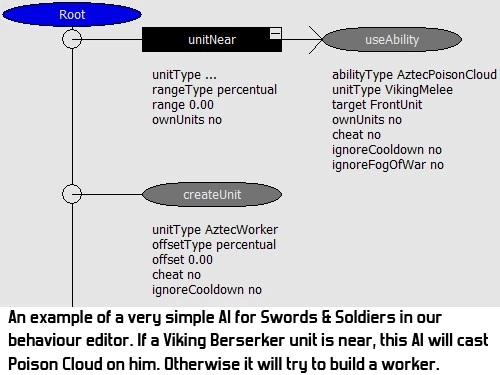 Root
unitNear
useAbility
unitType ...
rangeType percentual
range 0.00
ownUnits no
abilityType AztecPoisonCloud
unitType VikingMelee
target FrontUnit
ownUnits no
cheat no
ignoreCooldown no
ignoreFogOfWar no
createUnit
unitType AztecWorker
offsetType percentual
offset 0.00
cheat no
ignoreCooldown no
An example of a very simple AI for Swords & Soldiers in our
behaviour editor. If a Viking Berserker unit is near, this AI will cast
Poison Cloud on him. Otherwise it will try to build a worker.